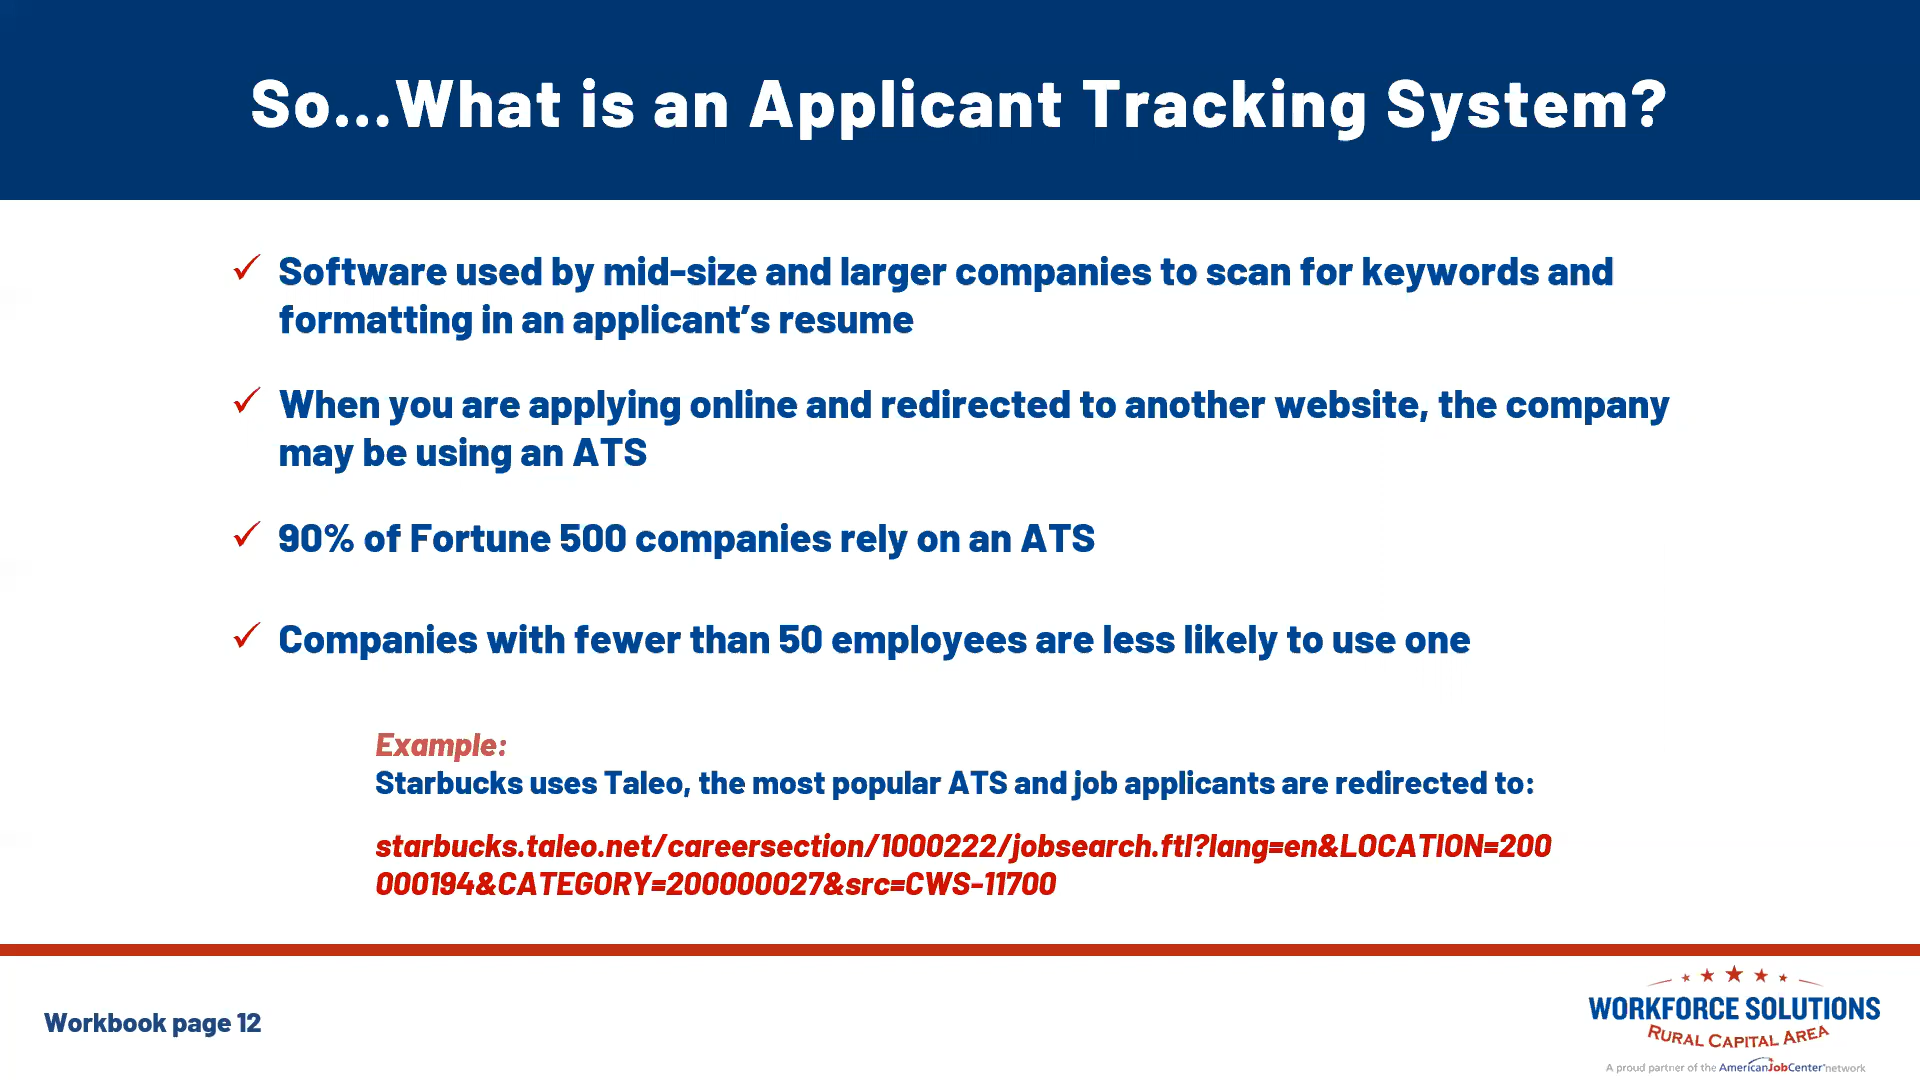 So...What is an Applicant Tracking System?
Software used by mid-size and larger companies to scan for keywords and
formatting in an applicant’s resume
When you are applying online and redirected to another website, the company
may be using an ATS
90% of Fortune 500 companies rely on an ATS
Companies with fewer than 50 employees are less likely to use one
Example:
Starbucks uses Taleo, the most popular ATS and job applicants are redirected to:
starbucks.taleo.net/careersection/1000222/jobsearch.ftl?lang=en&LOCATION=200
000194&CATEGORY=200000027&src=CWS-11700
Workbook page 12
WORKFORCE SOLUTIONS
RURAL CAPITAL AREA
A proud partner of the AmericanJobCenter® network